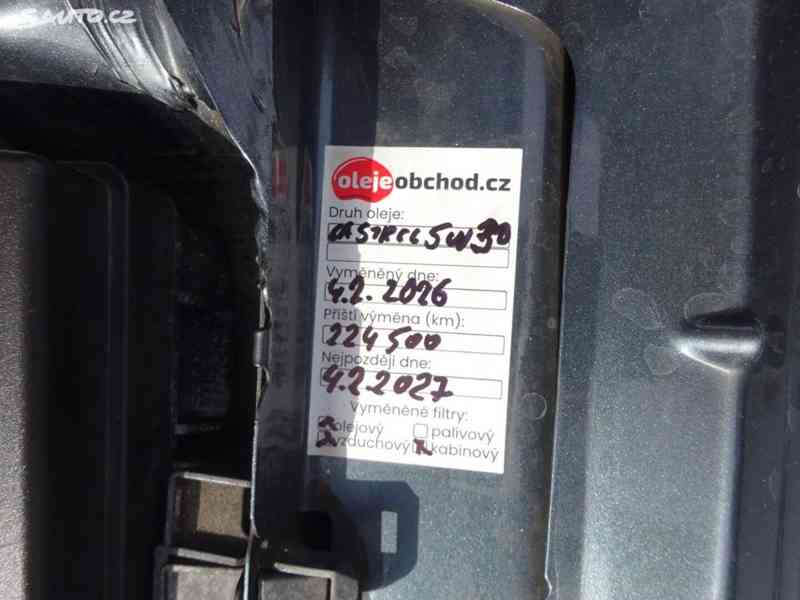 SAUTO.CZ
olejeobchod.cz
Druh oleje:
CASTROL 5W30
Vyměněný dne:
4.2.2026
Příští výměna (km):
224 500
Nejpozději dne:
4.2.2027
Vyměněné filtry:
x olejový palivový
x vzduchový x kabinový